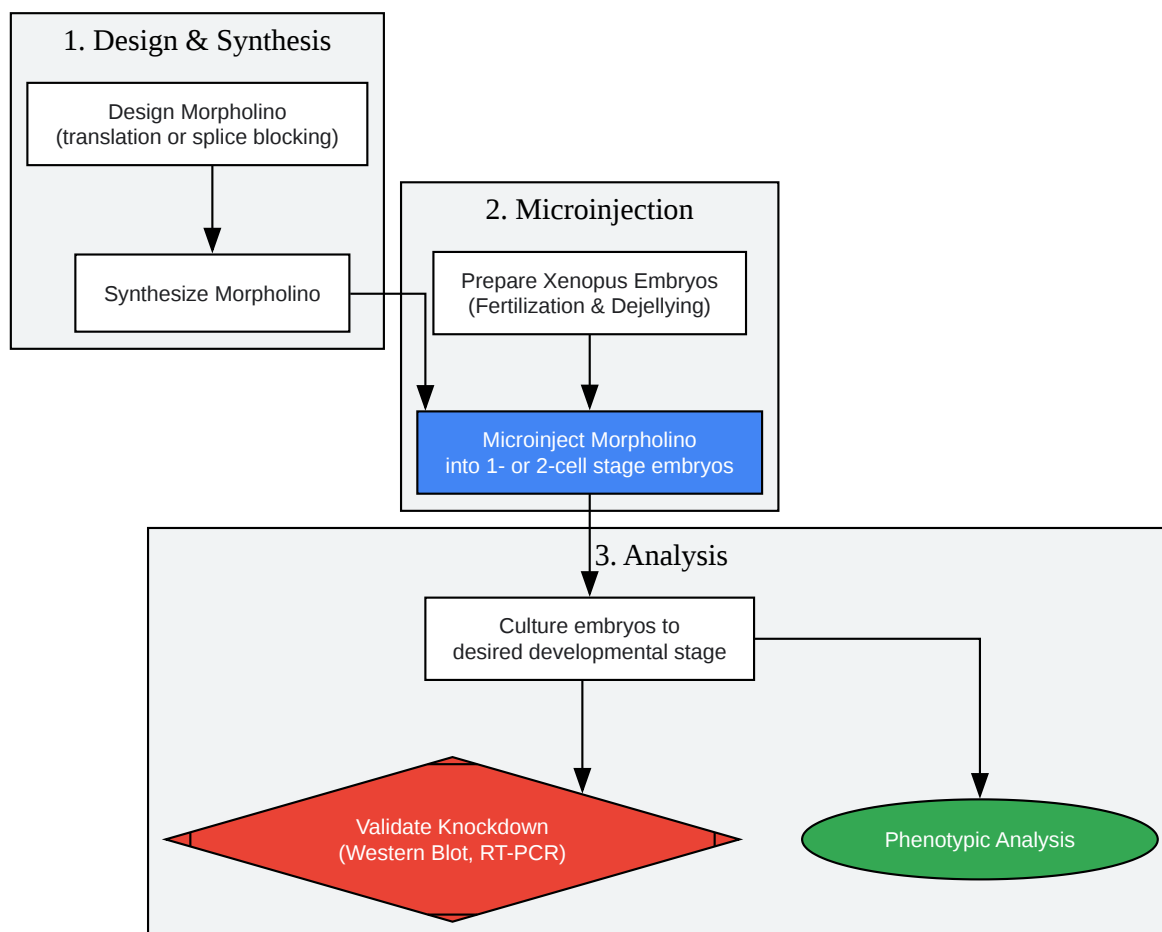 1. Design & Synthesis
Design Morpholino
(translation or splice blocking)
Synthesize Morpholino
2. Microinjection
Prepare Xenopus Embryos
(Fertilization & Dejellying)
Microinject Morpholino
into 1- or 2-cell stage embryos
3. Analysis
Culture embryos to
desired developmental stage
Validate Knockdown
(Western Blot, RT-PCR)
Phenotypic Analysis